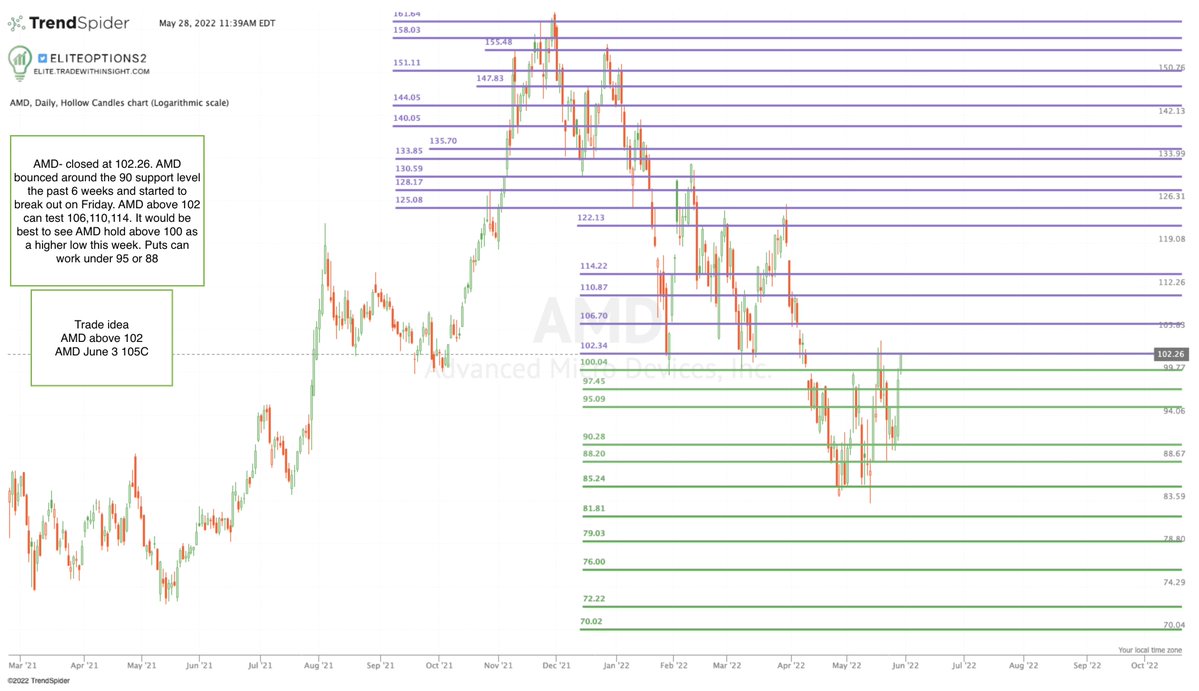 TrendSpider
May 28, 2022 11:39AM EDT
ELITEOPTIONS2
ELITE.TRADEWITHINSIGHT.COM
AMD, Daily, Hollow Candles chart (Logarithmic scale)
AMD- closed at 102.26. AMD
bounced around the 90 support level
the past 6 weeks and started to
break out on Friday. AMD above 102
can test 106,110,114. It would be
best to see AMD hold above 100 as
a higher low this week. Puts can
work under 95 or 88
Trade idea
AMD above 102
AMD June 3 105C
161.64
158.03
155.48
151.11
147.83
144.05
140.05
135.70
133.85
130.59
128.17
125.08
122.13
114.22
110.87
106.70
102.34
100.04
97.45
95.09
90.28
88.20
85.24
81.81
79.03
76.00
72.22
70.02
AMD
Advanced Micro Devices, Inc.
150.76
142.13
133.99
126.31
119.08
112.26
102.26
99.77
94.06
88.67
83.59
78.80
74.29
70.04
Your local time zone
Mar '21 Apr '21 May '21 Jun '21 Jul '21 Aug '21 Sep '21 Oct '21 Nov '21 Dec '21 Jan '22 Feb '22 Mar '22 Apr '22 May '22 Jun '22 Jul '22 Aug '22 Sep '22 Oct '22
©2022 TrendSpider